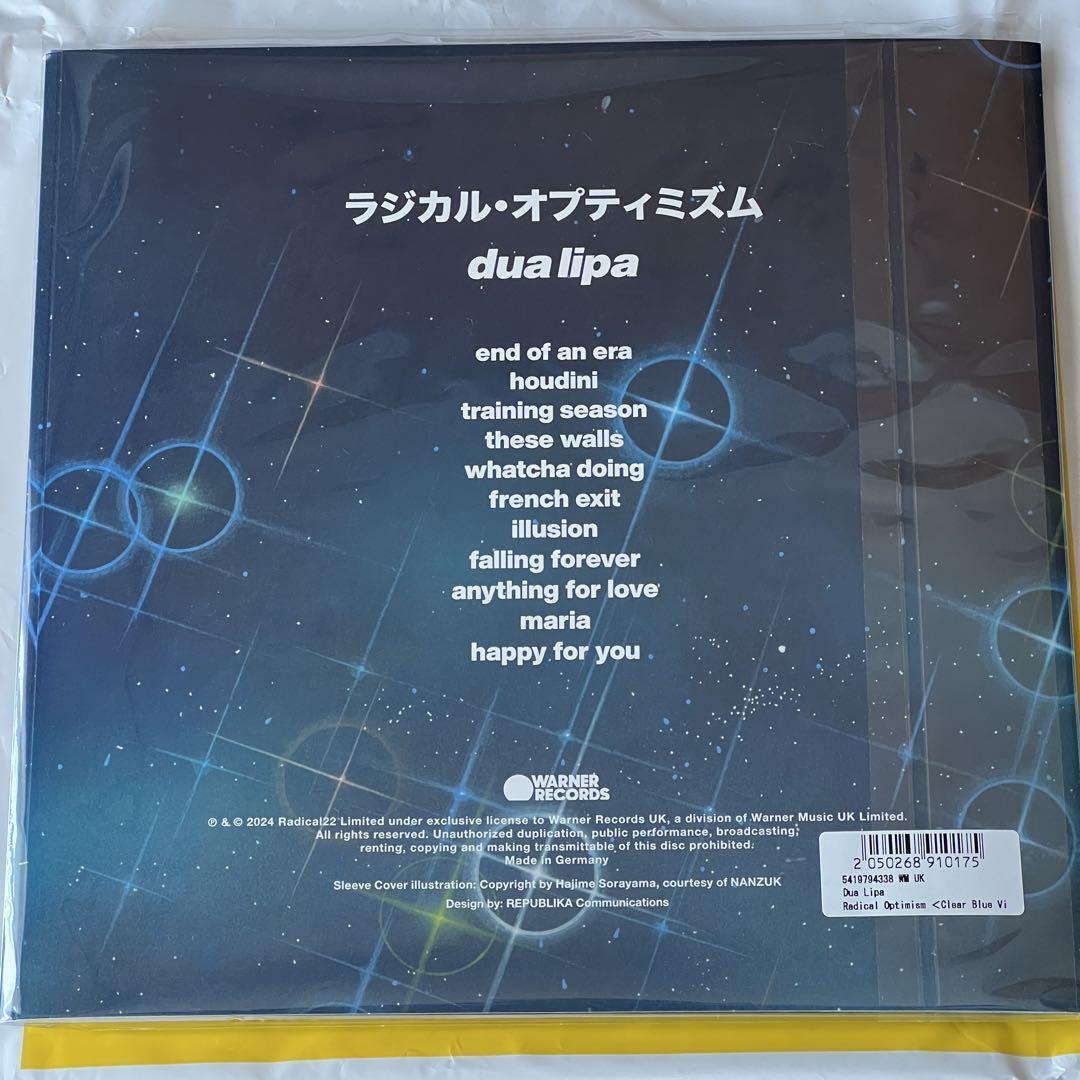 ラジカル・オプティミズム
dua lipa
end of an era
houdini
training season
these walls
whatcha doing
french exit
illusion
falling forever
anything for love
maria
happy for you
WARNER
RECORDS
℗ & © 2024 Radical22 Limited under exclusive license to Warner Records UK, a division of Warner Music UK Limited.
All rights reserved. Unauthorized duplication, public performance, broadcasting,
renting, copying and making transmittable of this disc prohibited.
Made in Germany
Sleeve Cover illustration: Copyright by Hajime Sorayama, courtesy of NANZUK
Design by: REPUBLIKA Communications
2 050268 910175
5419794338 WM UK
Dua Lipa
Radical Optimism <Clear Blue Vi